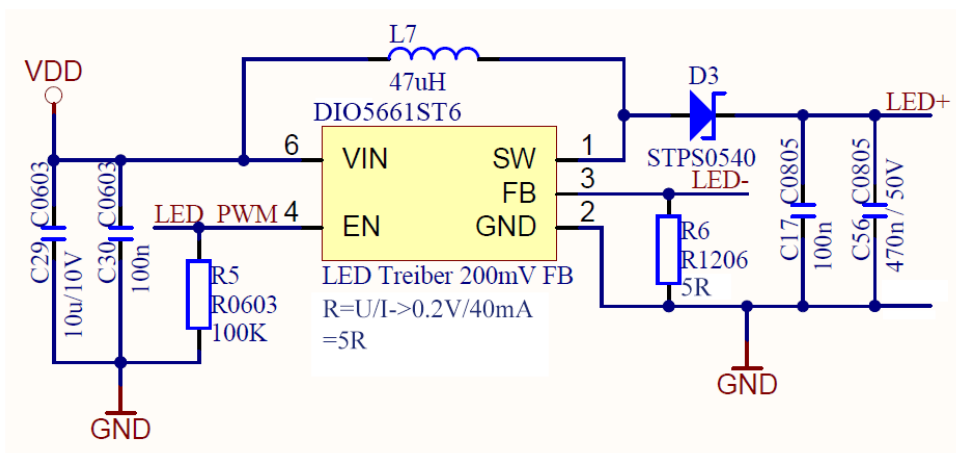 L7
47uH
VDD
D3
DIO5661ST6
LED+
6
VIN
SW
1
STPS0540
LED-
FB
3
LED_PWM
4
EN
GND
2
C29
C0603
10u/10V
C30
C0603
100n
R5
R0603
100K
LED Treiber 200mV FB
R=U/I->0.2V/40mA
=5R
R6
R1206
5R
C17
C0805
100n
C56
C0805
470n / 50V
GND
GND